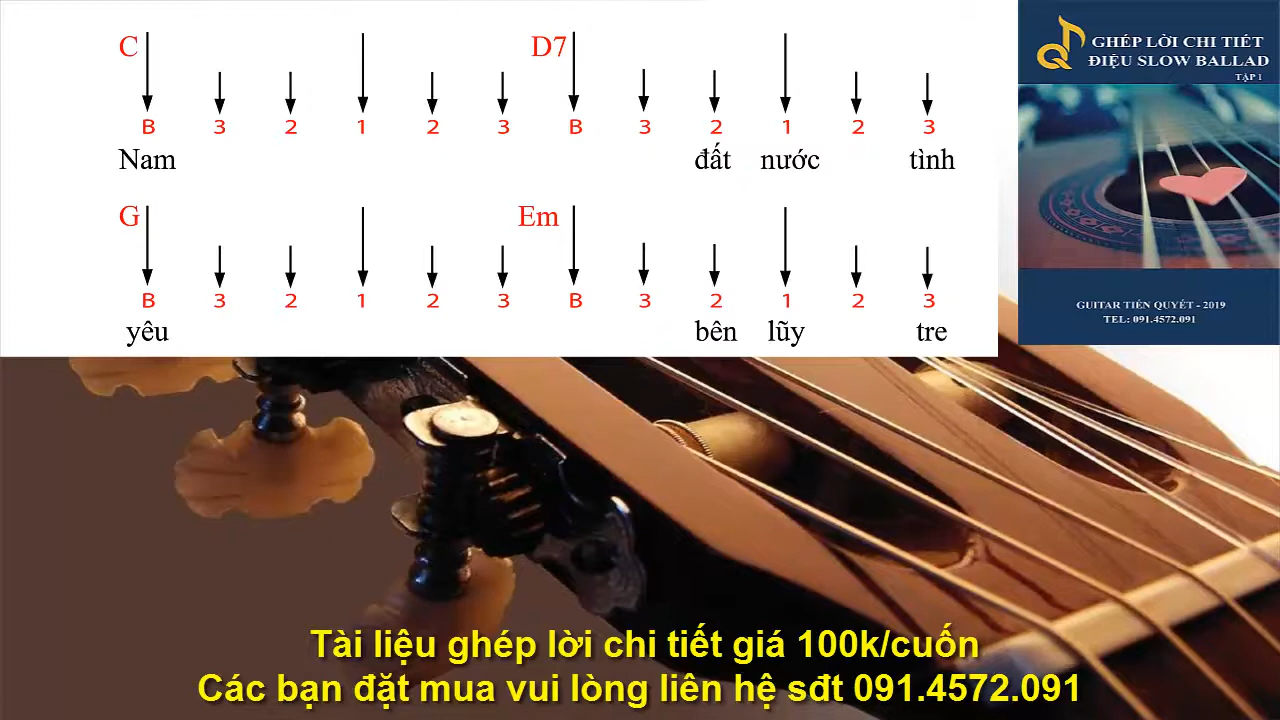 C D7
B 3 2 1 2 3 B 3 2 1 2 3
Nam đất nước tình
G Em
B 3 2 1 2 3 B 3 2 1 2 3
yêu bên lũy tre
GHÉP LỜI CHI TIẾT
ĐIỆU SLOW BALLAD
TẬP 1
GUITAR TIẾN QUYẾT - 2019
TEL: 091.4572.091
Tài liệu ghép lời chi tiết giá 100k/cuốn
Các bạn đặt mua vui lòng liên hệ sđt 091.4572.091